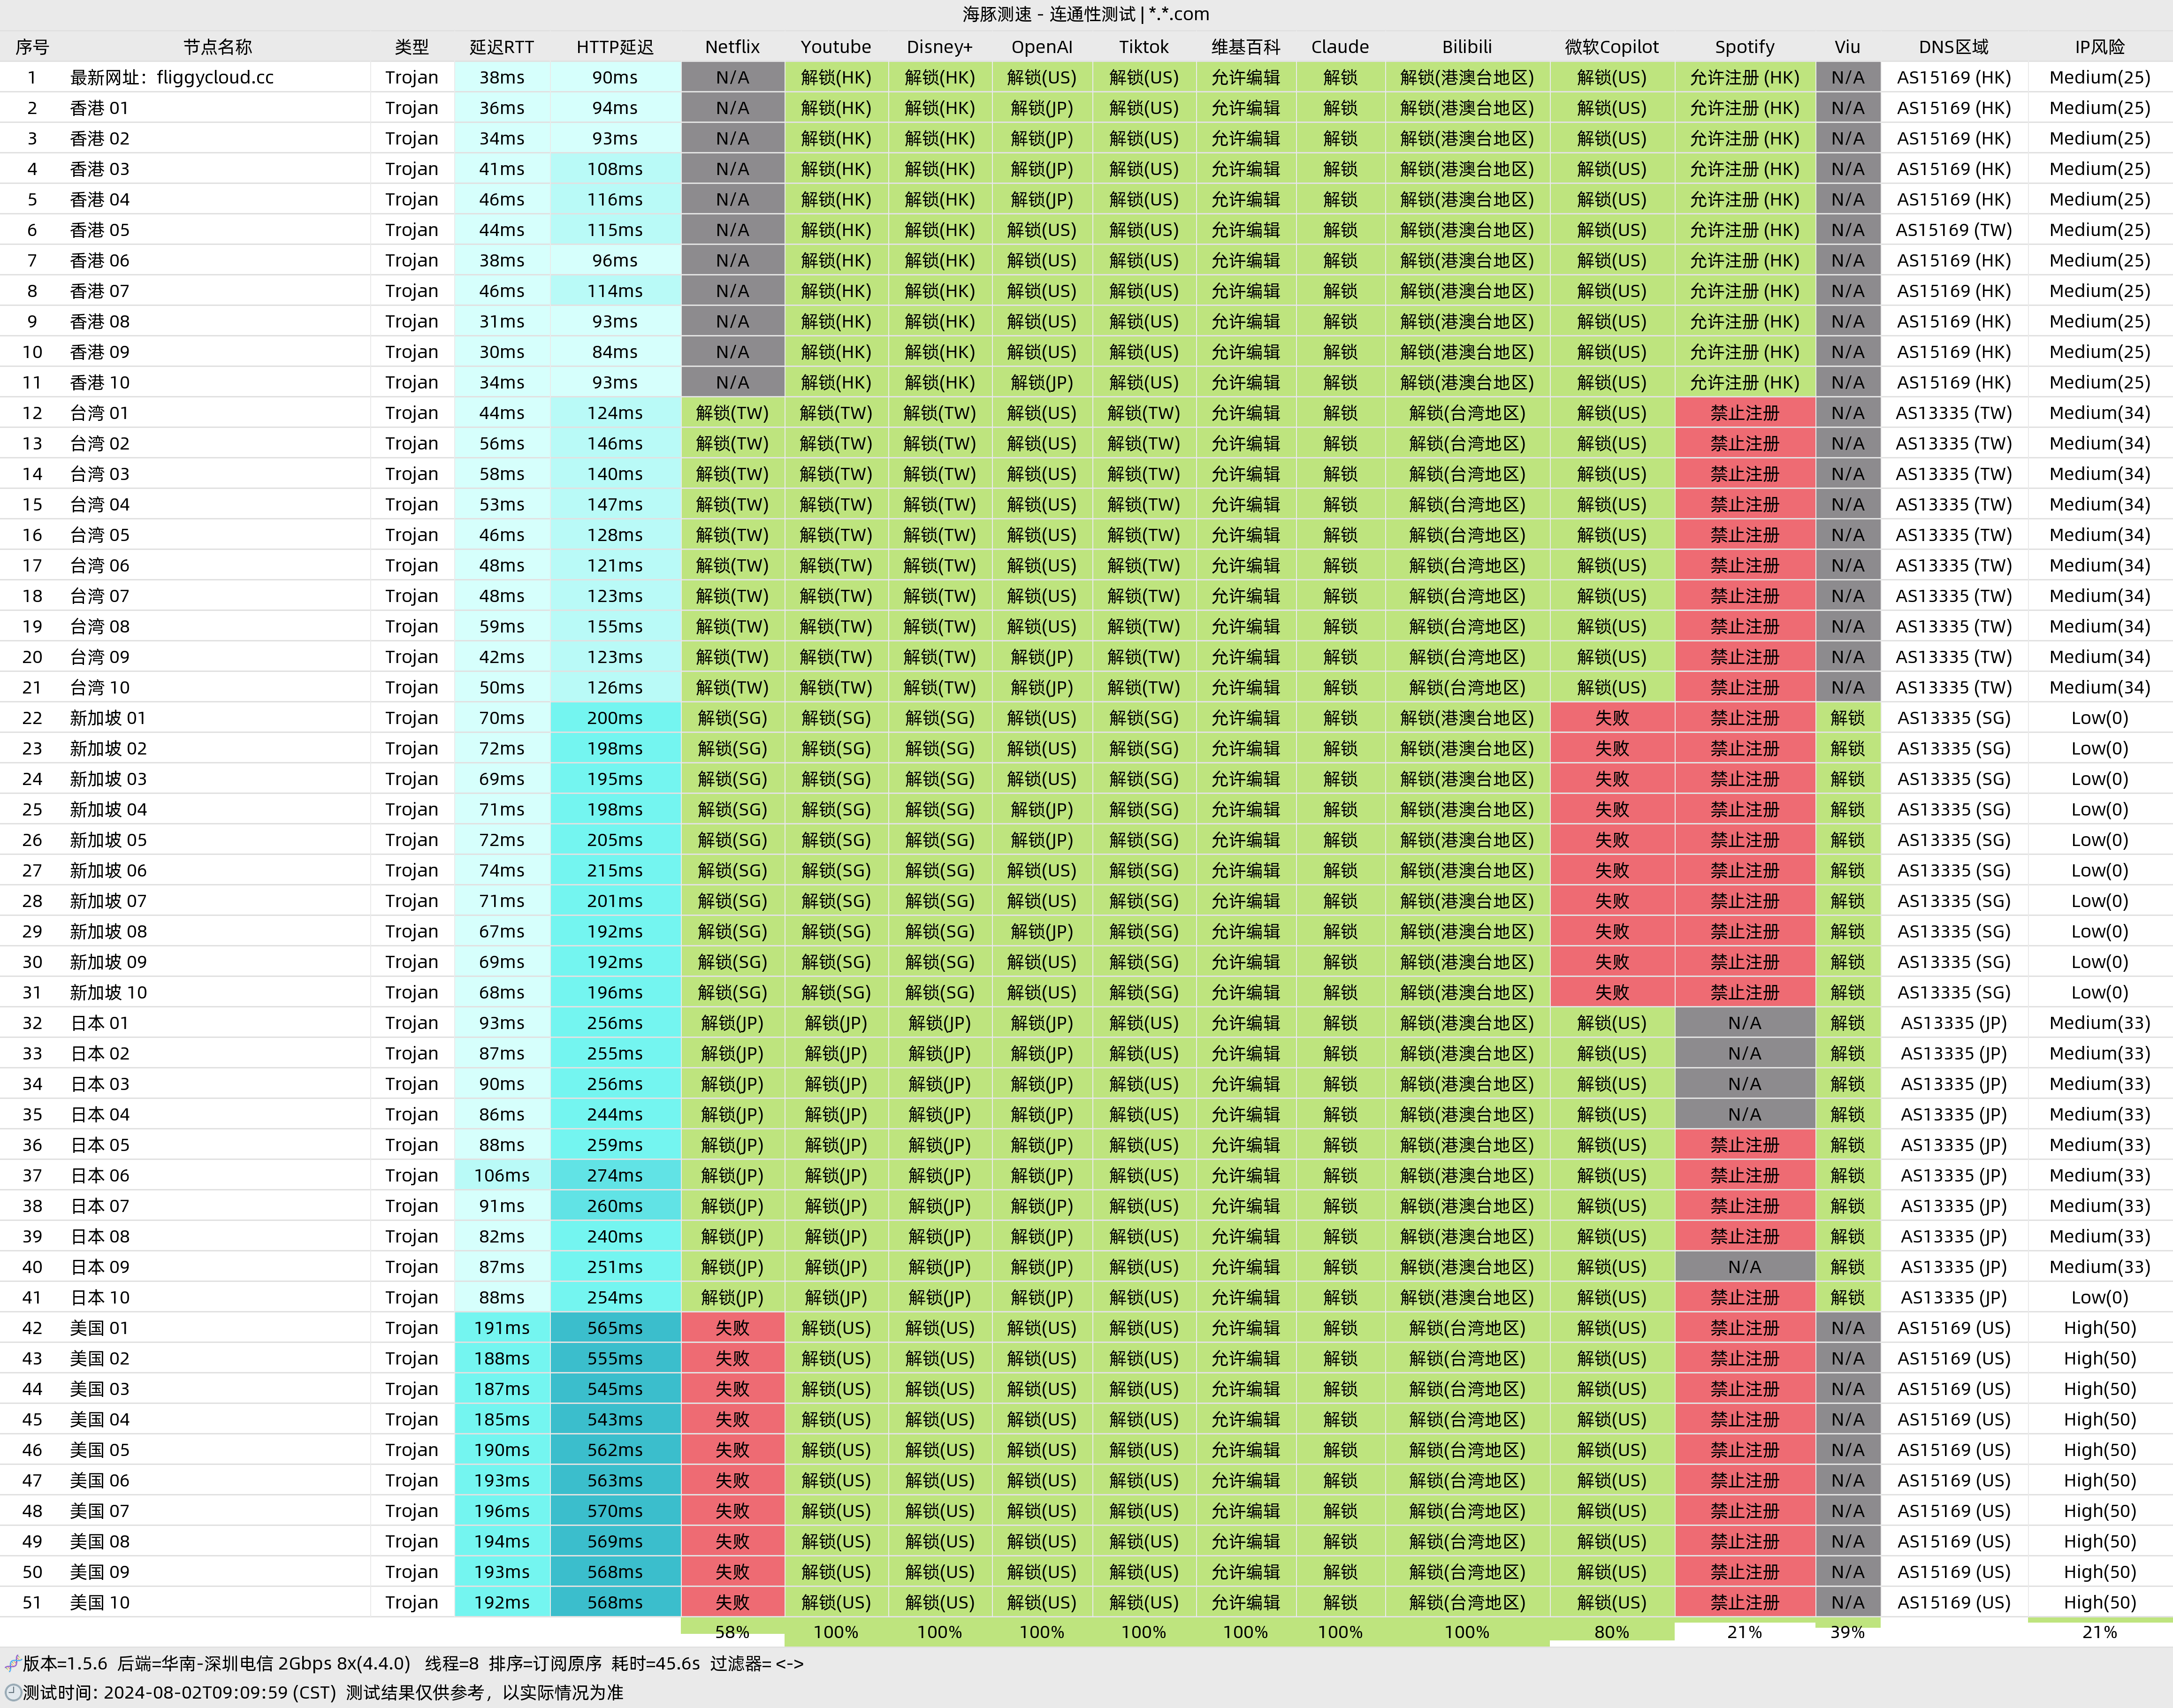 海豚测速 - 连通性测试 | *.*.com
序号 节点名称 类型 延迟RTT HTTP延迟 Netflix Youtube Disney+ OpenAI Tiktok 维基百科 Claude Bilibili 微软Copilot Spotify Viu DNS区域 IP风险
1 最新网址：fliggycloud.cc Trojan 38ms 90ms N/A 解锁(HK) 解锁(HK) 解锁(US) 解锁(US) 允许编辑 解锁 解锁(港澳台地区) 解锁(US) 允许注册 (HK) N/A AS15169 (HK) Medium(25)
2 香港 01 Trojan 36ms 94ms N/A 解锁(HK) 解锁(HK) 解锁(JP) 解锁(US) 允许编辑 解锁 解锁(港澳台地区) 解锁(US) 允许注册 (HK) N/A AS15169 (HK) Medium(25)
3 香港 02 Trojan 34ms 93ms N/A 解锁(HK) 解锁(HK) 解锁(JP) 解锁(US) 允许编辑 解锁 解锁(港澳台地区) 解锁(US) 允许注册 (HK) N/A AS15169 (HK) Medium(25)
4 香港 03 Trojan 41ms 108ms N/A 解锁(HK) 解锁(HK) 解锁(JP) 解锁(US) 允许编辑 解锁 解锁(港澳台地区) 解锁(US) 允许注册 (HK) N/A AS15169 (HK) Medium(25)
5 香港 04 Trojan 46ms 116ms N/A 解锁(HK) 解锁(HK) 解锁(JP) 解锁(US) 允许编辑 解锁 解锁(港澳台地区) 解锁(US) 允许注册 (HK) N/A AS15169 (HK) Medium(25)
6 香港 05 Trojan 44ms 115ms N/A 解锁(HK) 解锁(HK) 解锁(US) 解锁(US) 允许编辑 解锁 解锁(港澳台地区) 解锁(US) 允许注册 (HK) N/A AS15169 (TW) Medium(25)
7 香港 06 Trojan 38ms 96ms N/A 解锁(HK) 解锁(HK) 解锁(US) 解锁(US) 允许编辑 解锁 解锁(港澳台地区) 解锁(US) 允许注册 (HK) N/A AS15169 (HK) Medium(25)
8 香港 07 Trojan 46ms 114ms N/A 解锁(HK) 解锁(HK) 解锁(US) 解锁(US) 允许编辑 解锁 解锁(港澳台地区) 解锁(US) 允许注册 (HK) N/A AS15169 (HK) Medium(25)
9 香港 08 Trojan 31ms 93ms N/A 解锁(HK) 解锁(HK) 解锁(US) 解锁(US) 允许编辑 解锁 解锁(港澳台地区) 解锁(US) 允许注册 (HK) N/A AS15169 (HK) Medium(25)
10 香港 09 Trojan 30ms 84ms N/A 解锁(HK) 解锁(HK) 解锁(US) 解锁(US) 允许编辑 解锁 解锁(港澳台地区) 解锁(US) 允许注册 (HK) N/A AS15169 (HK) Medium(25)
11 香港 10 Trojan 34ms 93ms N/A 解锁(HK) 解锁(HK) 解锁(JP) 解锁(US) 允许编辑 解锁 解锁(港澳台地区) 解锁(US) 允许注册 (HK) N/A AS15169 (HK) Medium(25)
12 台湾 01 Trojan 44ms 124ms 解锁(TW) 解锁(TW) 解锁(TW) 解锁(US) 解锁(TW) 允许编辑 解锁 解锁(台湾地区) 解锁(US) 禁止注册 N/A AS13335 (TW) Medium(34)
13 台湾 02 Trojan 56ms 146ms 解锁(TW) 解锁(TW) 解锁(TW) 解锁(US) 解锁(TW) 允许编辑 解锁 解锁(台湾地区) 解锁(US) 禁止注册 N/A AS13335 (TW) Medium(34)
14 台湾 03 Trojan 58ms 140ms 解锁(TW) 解锁(TW) 解锁(TW) 解锁(US) 解锁(TW) 允许编辑 解锁 解锁(台湾地区) 解锁(US) 禁止注册 N/A AS13335 (TW) Medium(34)
15 台湾 04 Trojan 53ms 147ms 解锁(TW) 解锁(TW) 解锁(TW) 解锁(US) 解锁(TW) 允许编辑 解锁 解锁(台湾地区) 解锁(US) 禁止注册 N/A AS13335 (TW) Medium(34)
16 台湾 05 Trojan 46ms 128ms 解锁(TW) 解锁(TW) 解锁(TW) 解锁(US) 解锁(TW) 允许编辑 解锁 解锁(台湾地区) 解锁(US) 禁止注册 N/A AS13335 (TW) Medium(34)
17 台湾 06 Trojan 48ms 121ms 解锁(TW) 解锁(TW) 解锁(TW) 解锁(US) 解锁(TW) 允许编辑 解锁 解锁(台湾地区) 解锁(US) 禁止注册 N/A AS13335 (TW) Medium(34)
18 台湾 07 Trojan 48ms 123ms 解锁(TW) 解锁(TW) 解锁(TW) 解锁(US) 解锁(TW) 允许编辑 解锁 解锁(台湾地区) 解锁(US) 禁止注册 N/A AS13335 (TW) Medium(34)
19 台湾 08 Trojan 59ms 155ms 解锁(TW) 解锁(TW) 解锁(TW) 解锁(US) 解锁(TW) 允许编辑 解锁 解锁(台湾地区) 解锁(US) 禁止注册 N/A AS13335 (TW) Medium(34)
20 台湾 09 Trojan 42ms 123ms 解锁(TW) 解锁(TW) 解锁(TW) 解锁(JP) 解锁(TW) 允许编辑 解锁 解锁(台湾地区) 解锁(US) 禁止注册 N/A AS13335 (TW) Medium(34)
21 台湾 10 Trojan 50ms 126ms 解锁(TW) 解锁(TW) 解锁(TW) 解锁(JP) 解锁(TW) 允许编辑 解锁 解锁(台湾地区) 解锁(US) 禁止注册 N/A AS13335 (TW) Medium(34)
22 新加坡 01 Trojan 70ms 200ms 解锁(SG) 解锁(SG) 解锁(SG) 解锁(US) 解锁(SG) 允许编辑 解锁 解锁(港澳台地区) 失败 禁止注册 解锁 AS13335 (SG) Low(0)
23 新加坡 02 Trojan 72ms 198ms 解锁(SG) 解锁(SG) 解锁(SG) 解锁(US) 解锁(SG) 允许编辑 解锁 解锁(港澳台地区) 失败 禁止注册 解锁 AS13335 (SG) Low(0)
24 新加坡 03 Trojan 69ms 195ms 解锁(SG) 解锁(SG) 解锁(SG) 解锁(US) 解锁(SG) 允许编辑 解锁 解锁(港澳台地区) 失败 禁止注册 解锁 AS13335 (SG) Low(0)
25 新加坡 04 Trojan 71ms 198ms 解锁(SG) 解锁(SG) 解锁(SG) 解锁(JP) 解锁(SG) 允许编辑 解锁 解锁(港澳台地区) 失败 禁止注册 解锁 AS13335 (SG) Low(0)
26 新加坡 05 Trojan 72ms 205ms 解锁(SG) 解锁(SG) 解锁(SG) 解锁(JP) 解锁(SG) 允许编辑 解锁 解锁(港澳台地区) 失败 禁止注册 解锁 AS13335 (SG) Low(0)
27 新加坡 06 Trojan 74ms 215ms 解锁(SG) 解锁(SG) 解锁(SG) 解锁(US) 解锁(SG) 允许编辑 解锁 解锁(港澳台地区) 失败 禁止注册 解锁 AS13335 (SG) Low(0)
28 新加坡 07 Trojan 71ms 201ms 解锁(SG) 解锁(SG) 解锁(SG) 解锁(US) 解锁(SG) 允许编辑 解锁 解锁(港澳台地区) 失败 禁止注册 解锁 AS13335 (SG) Low(0)
29 新加坡 08 Trojan 67ms 192ms 解锁(SG) 解锁(SG) 解锁(SG) 解锁(JP) 解锁(SG) 允许编辑 解锁 解锁(港澳台地区) 失败 禁止注册 解锁 AS13335 (SG) Low(0)
30 新加坡 09 Trojan 69ms 192ms 解锁(SG) 解锁(SG) 解锁(SG) 解锁(US) 解锁(SG) 允许编辑 解锁 解锁(港澳台地区) 失败 禁止注册 解锁 AS13335 (SG) Low(0)
31 新加坡 10 Trojan 68ms 196ms 解锁(SG) 解锁(SG) 解锁(SG) 解锁(US) 解锁(SG) 允许编辑 解锁 解锁(港澳台地区) 失败 禁止注册 解锁 AS13335 (SG) Low(0)
32 日本 01 Trojan 93ms 256ms 解锁(JP) 解锁(JP) 解锁(JP) 解锁(JP) 解锁(US) 允许编辑 解锁 解锁(港澳台地区) 解锁(US) N/A 解锁 AS13335 (JP) Medium(33)
33 日本 02 Trojan 87ms 255ms 解锁(JP) 解锁(JP) 解锁(JP) 解锁(JP) 解锁(US) 允许编辑 解锁 解锁(港澳台地区) 解锁(US) N/A 解锁 AS13335 (JP) Medium(33)
34 日本 03 Trojan 90ms 256ms 解锁(JP) 解锁(JP) 解锁(JP) 解锁(JP) 解锁(US) 允许编辑 解锁 解锁(港澳台地区) 解锁(US) N/A 解锁 AS13335 (JP) Medium(33)
35 日本 04 Trojan 86ms 244ms 解锁(JP) 解锁(JP) 解锁(JP) 解锁(JP) 解锁(US) 允许编辑 解锁 解锁(港澳台地区) 解锁(US) N/A 解锁 AS13335 (JP) Medium(33)
36 日本 05 Trojan 88ms 259ms 解锁(JP) 解锁(JP) 解锁(JP) 解锁(JP) 解锁(US) 允许编辑 解锁 解锁(港澳台地区) 解锁(US) 禁止注册 解锁 AS13335 (JP) Medium(33)
37 日本 06 Trojan 106ms 274ms 解锁(JP) 解锁(JP) 解锁(JP) 解锁(JP) 解锁(US) 允许编辑 解锁 解锁(港澳台地区) 解锁(US) 禁止注册 解锁 AS13335 (JP) Medium(33)
38 日本 07 Trojan 91ms 260ms 解锁(JP) 解锁(JP) 解锁(JP) 解锁(JP) 解锁(US) 允许编辑 解锁 解锁(港澳台地区) 解锁(US) 禁止注册 解锁 AS13335 (JP) Medium(33)
39 日本 08 Trojan 82ms 240ms 解锁(JP) 解锁(JP) 解锁(JP) 解锁(JP) 解锁(US) 允许编辑 解锁 解锁(港澳台地区) 解锁(US) 禁止注册 解锁 AS13335 (JP) Medium(33)
40 日本 09 Trojan 87ms 251ms 解锁(JP) 解锁(JP) 解锁(JP) 解锁(JP) 解锁(US) 允许编辑 解锁 解锁(港澳台地区) 解锁(US) N/A 解锁 AS13335 (JP) Medium(33)
41 日本 10 Trojan 88ms 254ms 解锁(JP) 解锁(JP) 解锁(JP) 解锁(JP) 解锁(US) 允许编辑 解锁 解锁(港澳台地区) 解锁(US) 禁止注册 解锁 AS13335 (JP) Low(0)
42 美国 01 Trojan 191ms 565ms 失败 解锁(US) 解锁(US) 解锁(US) 解锁(US) 允许编辑 解锁 解锁(台湾地区) 解锁(US) 禁止注册 N/A AS15169 (US) High(50)
43 美国 02 Trojan 188ms 555ms 失败 解锁(US) 解锁(US) 解锁(US) 解锁(US) 允许编辑 解锁 解锁(台湾地区) 解锁(US) 禁止注册 N/A AS15169 (US) High(50)
44 美国 03 Trojan 187ms 545ms 失败 解锁(US) 解锁(US) 解锁(US) 解锁(US) 允许编辑 解锁 解锁(台湾地区) 解锁(US) 禁止注册 N/A AS15169 (US) High(50)
45 美国 04 Trojan 185ms 543ms 失败 解锁(US) 解锁(US) 解锁(US) 解锁(US) 允许编辑 解锁 解锁(台湾地区) 解锁(US) 禁止注册 N/A AS15169 (US) High(50)
46 美国 05 Trojan 190ms 562ms 失败 解锁(US) 解锁(US) 解锁(US) 解锁(US) 允许编辑 解锁 解锁(台湾地区) 解锁(US) 禁止注册 N/A AS15169 (US) High(50)
47 美国 06 Trojan 193ms 563ms 失败 解锁(US) 解锁(US) 解锁(US) 解锁(US) 允许编辑 解锁 解锁(台湾地区) 解锁(US) 禁止注册 N/A AS15169 (US) High(50)
48 美国 07 Trojan 196ms 570ms 失败 解锁(US) 解锁(US) 解锁(US) 解锁(US) 允许编辑 解锁 解锁(台湾地区) 解锁(US) 禁止注册 N/A AS15169 (US) High(50)
49 美国 08 Trojan 194ms 569ms 失败 解锁(US) 解锁(US) 解锁(US) 解锁(US) 允许编辑 解锁 解锁(台湾地区) 解锁(US) 禁止注册 N/A AS15169 (US) High(50)
50 美国 09 Trojan 193ms 568ms 失败 解锁(US) 解锁(US) 解锁(US) 解锁(US) 允许编辑 解锁 解锁(台湾地区) 解锁(US) 禁止注册 N/A AS15169 (US) High(50)
51 美国 10 Trojan 192ms 568ms 失败 解锁(US) 解锁(US) 解锁(US) 解锁(US) 允许编辑 解锁 解锁(台湾地区) 解锁(US) 禁止注册 N/A AS15169 (US) High(50)
58% 100% 100% 100% 100% 100% 100% 100% 80% 21% 39% 21%
版本=1.5.6 后端=华南-深圳电信 2Gbps 8x(4.4.0) 线程=8 排序=订阅原序 耗时=45.6s 过滤器= <->
测试时间: 2024-08-02T09:09:59 (CST) 测试结果仅供参考，以实际情况为准